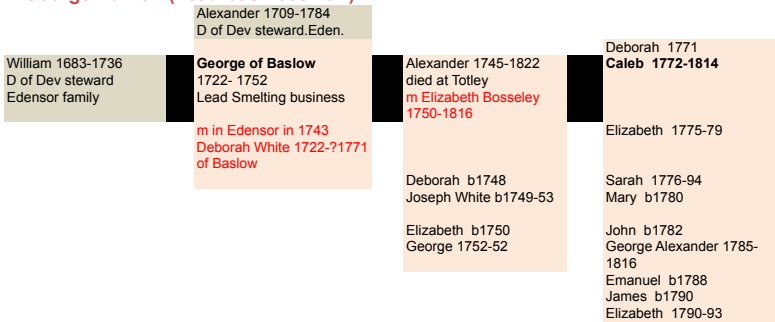 Alexander 1709-1784
D of Dev steward.Eden.
William 1683-1736
D of Dev steward
Edensor family
George of Baslow
1722- 1752
Lead Smelting business
m in Edensor in 1743
Deborah White 1722-?1771
of Baslow
Alexander 1745-1822
died at Totley
m Elizabeth Bosseley
1750-1816
Deborah b1748
Joseph White b1749-53
Elizabeth b1750
George 1752-52
Deborah 1771
Caleb 1772-1814
Elizabeth 1775-79
Sarah 1776-94
Mary b1780
John b1782
George Alexander 1785-
1816
Emanuel b1788
James b1790
Elizabeth 1790-93